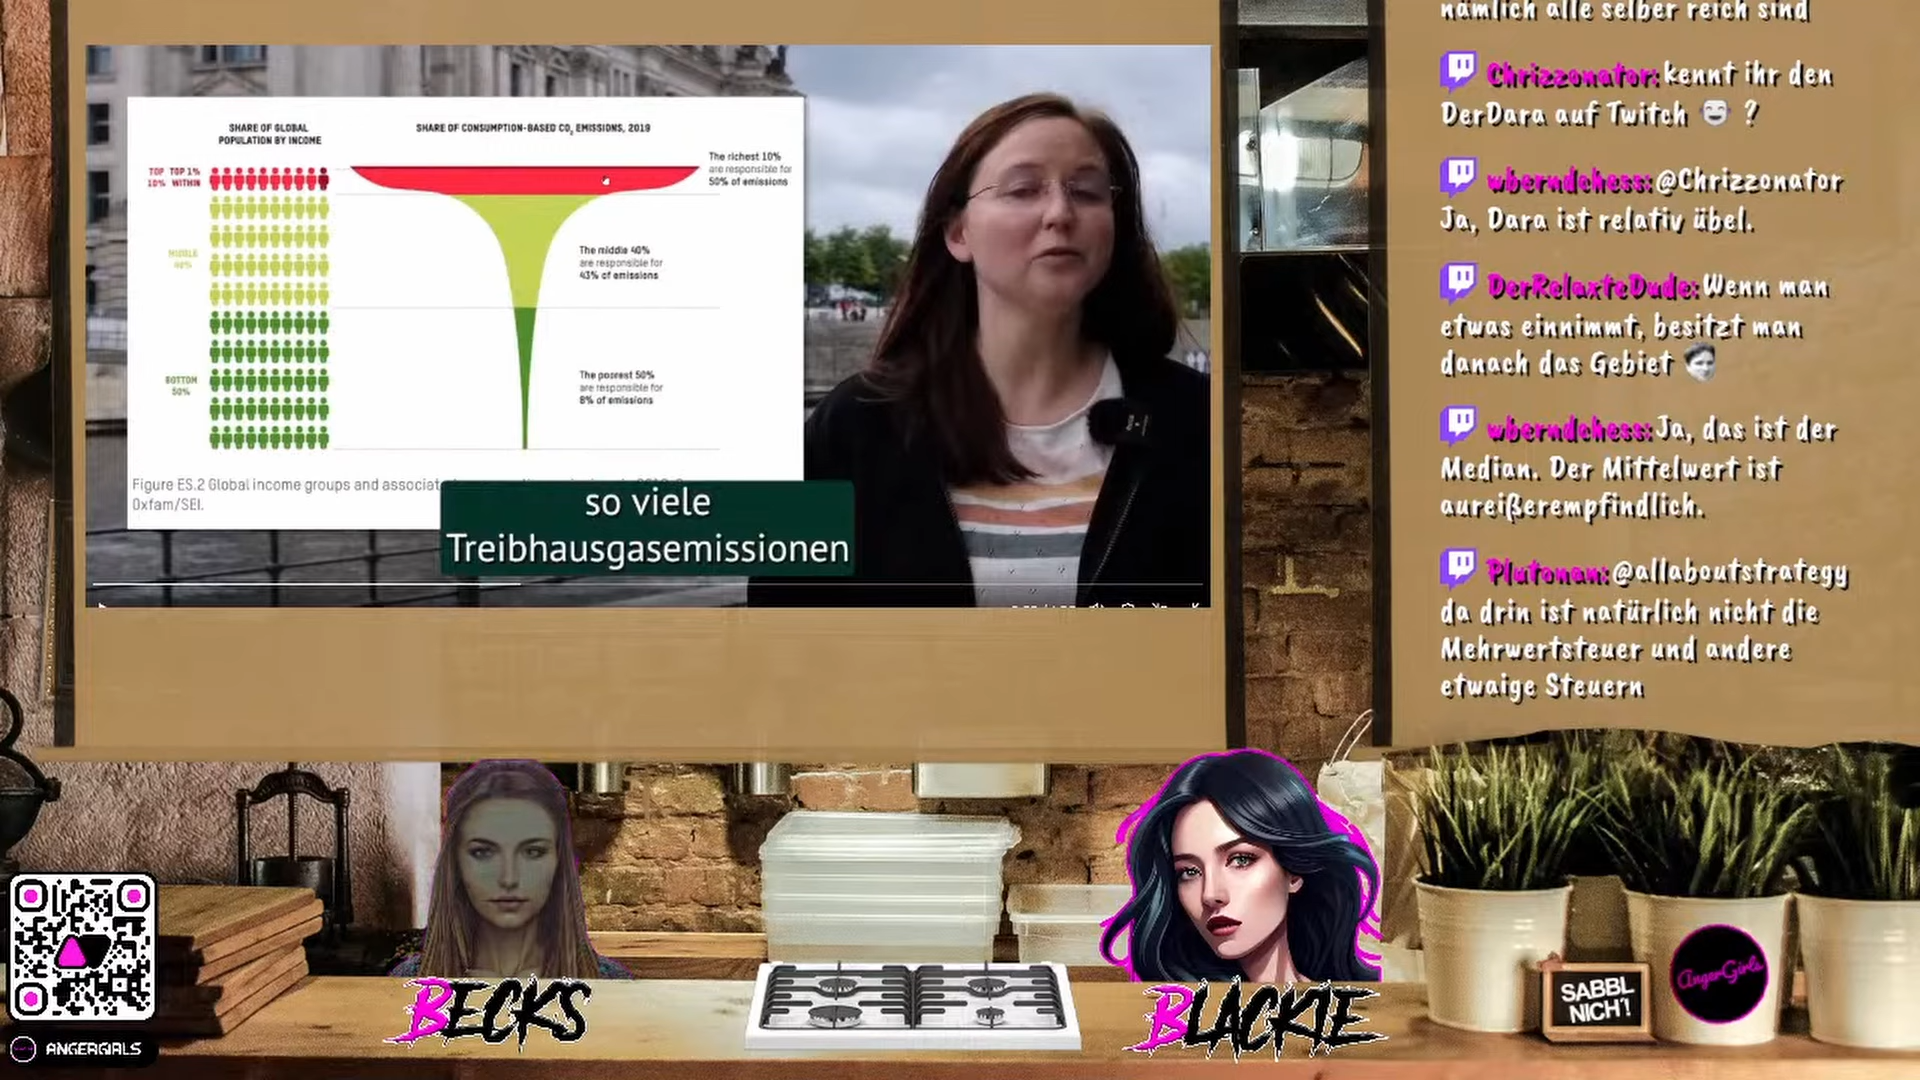 SHARE OF GLOBAL
POPULATION BY INCOME
SHARE OF CONSUMPTION-BASED CO2 EMISSIONS, 2019
TOP TOP 1%
10% WITHIN
The richest 10%
are responsible for
50% of emissions
MIDDLE
40%
The middle 40%
are responsible for
43% of emissions
BOTTOM
50%
The poorest 50%
are responsible for
8% of emissions
Figure ES.2 Global income groups and associat
Oxfam/SEI.
so viele
Treibhausgasemissionen
nämlich alle selber reich sind
Chrizzonator: kennt ihr den
DerDara auf Twitch ?
wberndchess: @Chrizzonator
Ja, Dara ist relativ übel.
DerRelaxteDude: Wenn man
etwas einnimmt, besitzt man
danach das Gebiet
wberndchess: Ja, das ist der
Median. Der Mittelwert ist
aureißerempfindlich.
Plutonan: @allaboutstrategy
da drin ist natürlich nicht die
Mehrwertsteuer und andere
etwaige Steuern
BECKS
BLACKIE
SABBL
NICH'!
AngerGirls
ANGERGIRLS